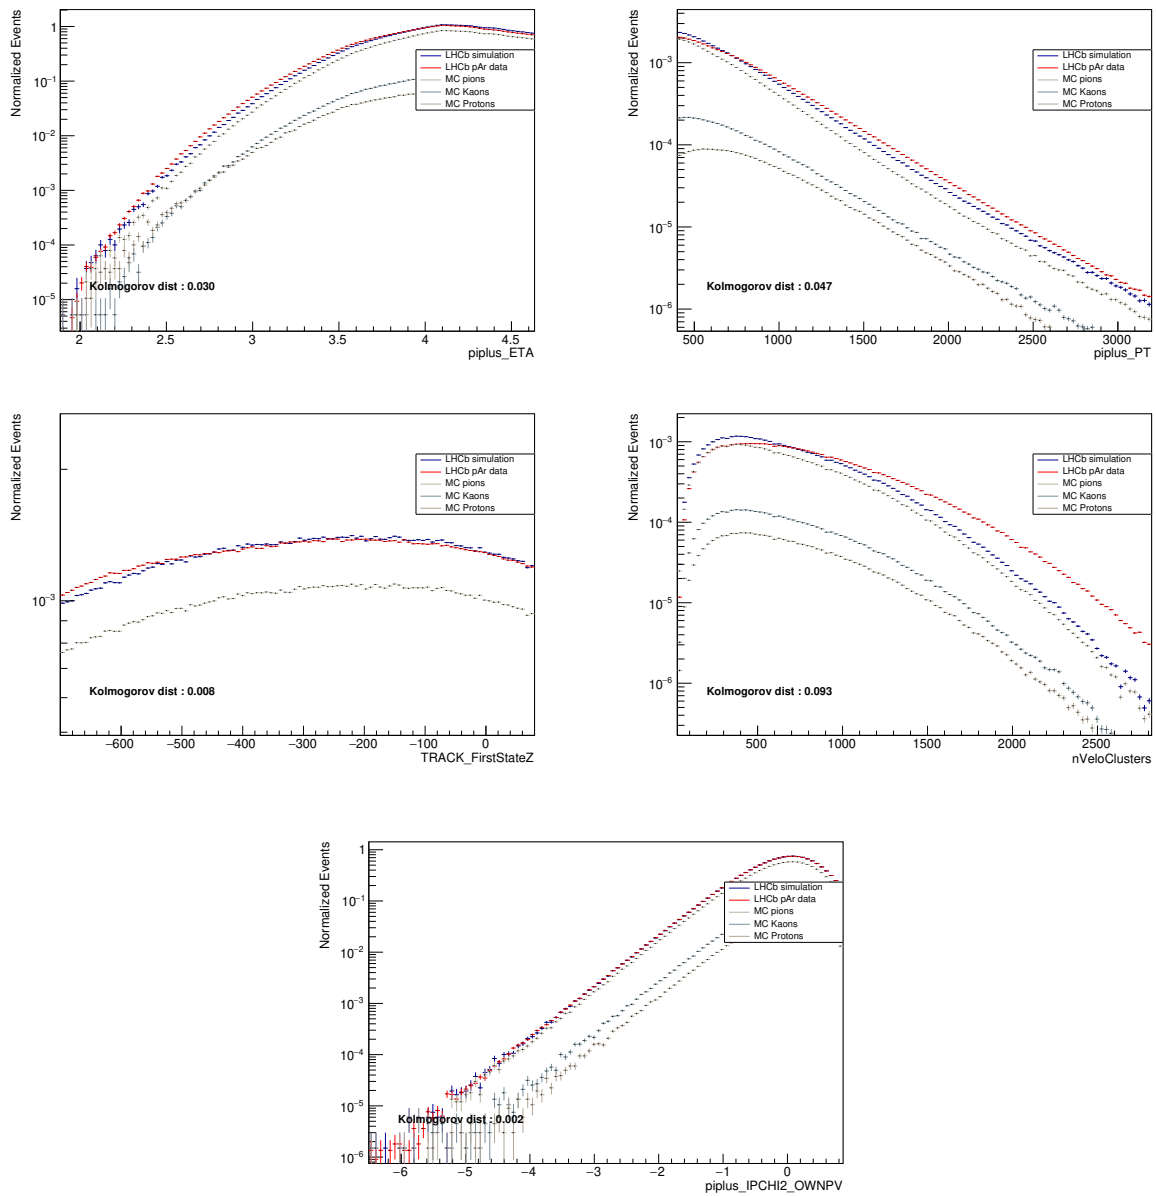 Normalized Events
1
10−1
10−2
10−3
10−4
10−5
LHCb simulation
LHCb pAr data
MC pions
MC Kaons
MC Protons
Kolmogorov dist : 0.030
2 2.5 3 3.5 4 4.5
piplus_ETA
Normalized Events
10−3
10−4
10−5
10−6
LHCb simulation
LHCb pAr data
MC pions
MC Kaons
MC Protons
Kolmogorov dist : 0.047
500 1000 1500 2000 2500 3000
piplus_PT
Normalized Events
10−3
LHCb simulation
LHCb pAr data
MC pions
MC Kaons
MC Protons
Kolmogorov dist : 0.008
−600 −500 −400 −300 −200 −100 0
TRACK_FirstStateZ
Normalized Events
10−3
10−4
10−5
10−6
LHCb simulation
LHCb pAr data
MC pions
MC Kaons
MC Protons
Kolmogorov dist : 0.093
500 1000 1500 2000 2500
nVeloClusters
Normalized Events
1
10−1
10−2
10−3
10−4
10−5
10−6
LHCb simulation
LHCb pAr data
MC pions
MC Kaons
MC Protons
Kolmogorov dist : 0.002
−6 −5 −4 −3 −2 −1 0
piplus_IPCHI2_OWNPV